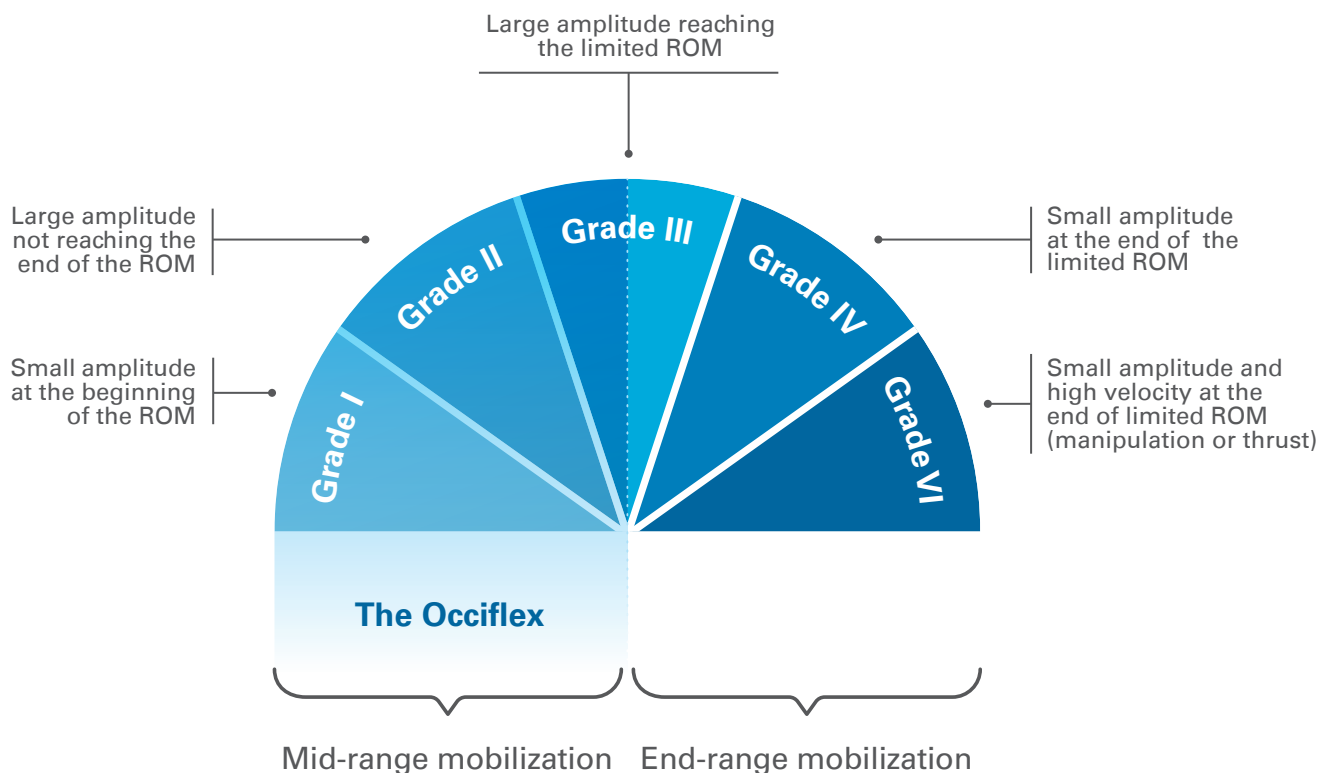 Large amplitude reaching
the limited ROM
Large amplitude
not reaching the
end of the ROM
Small amplitude
at the end of the
limited ROM
Small amplitude
at the beginning
of the ROM
Small amplitude and
high velocity at the
end of limited ROM
(manipulation or thrust)
Grade I
Grade II
Grade III
Grade IV
Grade VI
The Occiflex
Mid-range mobilization
End-range mobilization